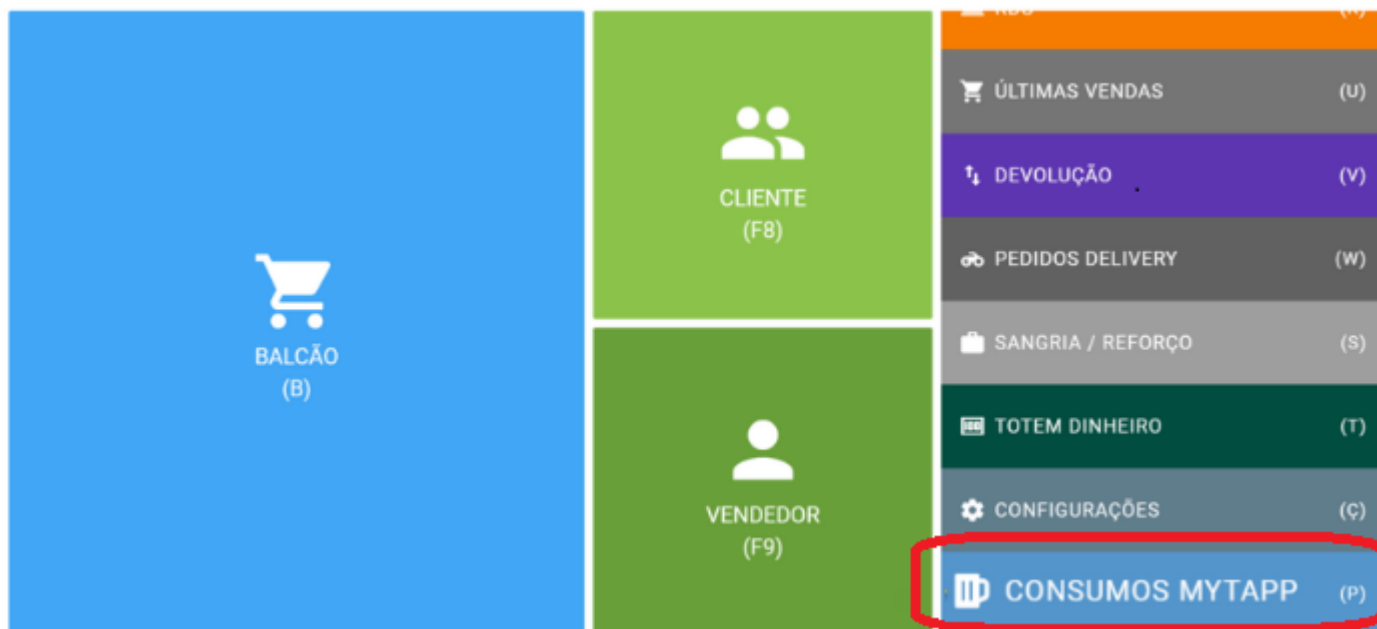 BALCÃO
(B)
CLIENTE
(F8)
VENDEDOR
(F9)
ÚLTIMAS VENDAS (U)
DEVOLUÇÃO (V)
PEDIDOS DELIVERY (W)
SANGRIA / REFORÇO (S)
TOTEM DINHEIRO (T)
CONFIGURAÇÕES (Ç)
CONSUMOS MYTAPP (P)